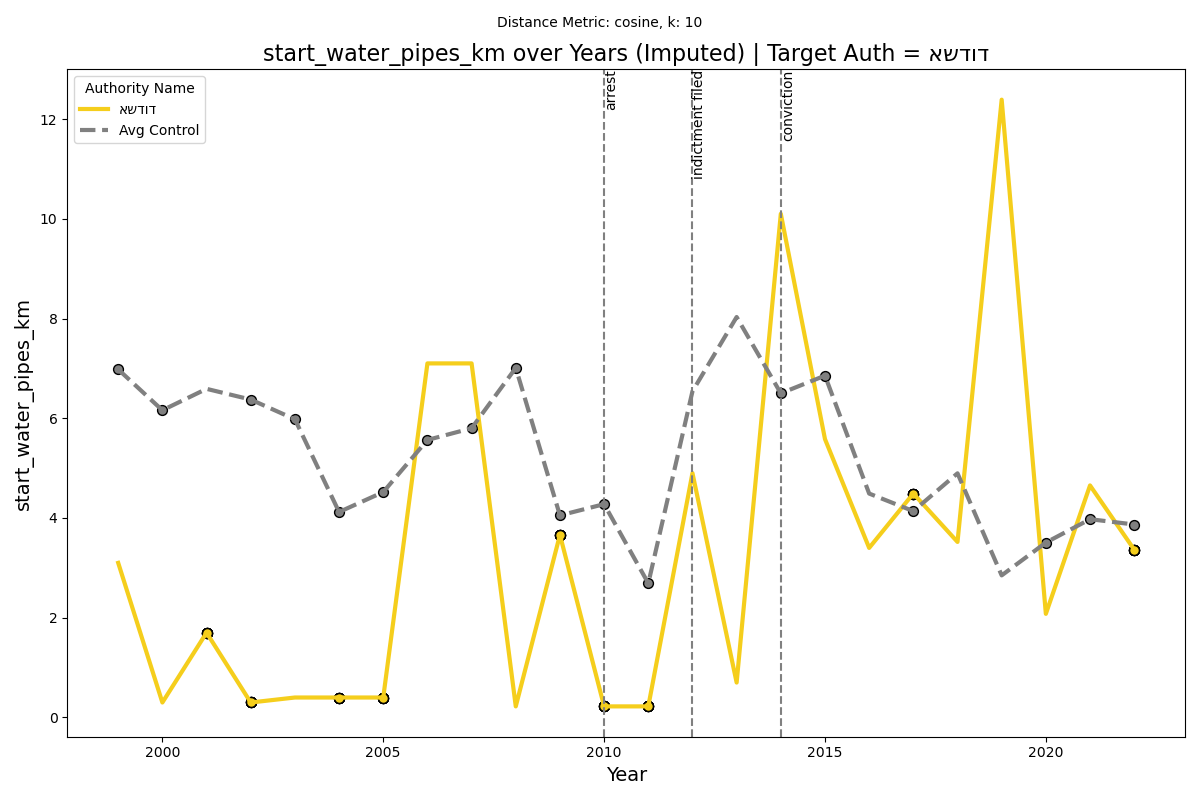 Distance Metric: cosine, k: 10
start_water_pipes_km over Years (Imputed) | Target Auth = אשדוד
Authority Name
אשדוד
Avg Control
arrest
indictment filed
conviction
12
10
8
6
4
2
0
start_water_pipes_km
2000
2005
2010
2015
2020
Year